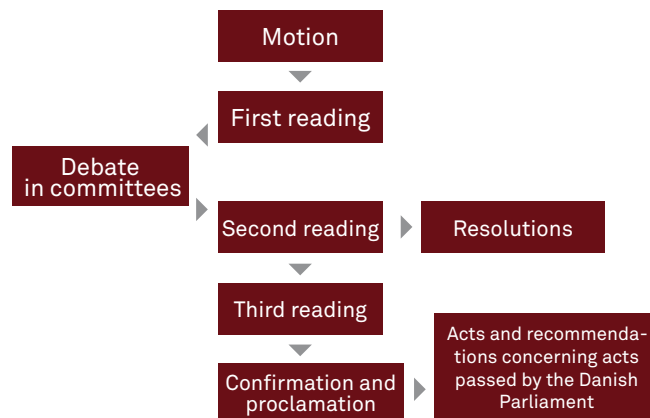 Motion
First reading
Debate
in committees
Second reading
Resolutions
Third reading
Confirmation and
proclamation
Acts and recommenda-
tions concerning acts
passed by the Danish
Parliament